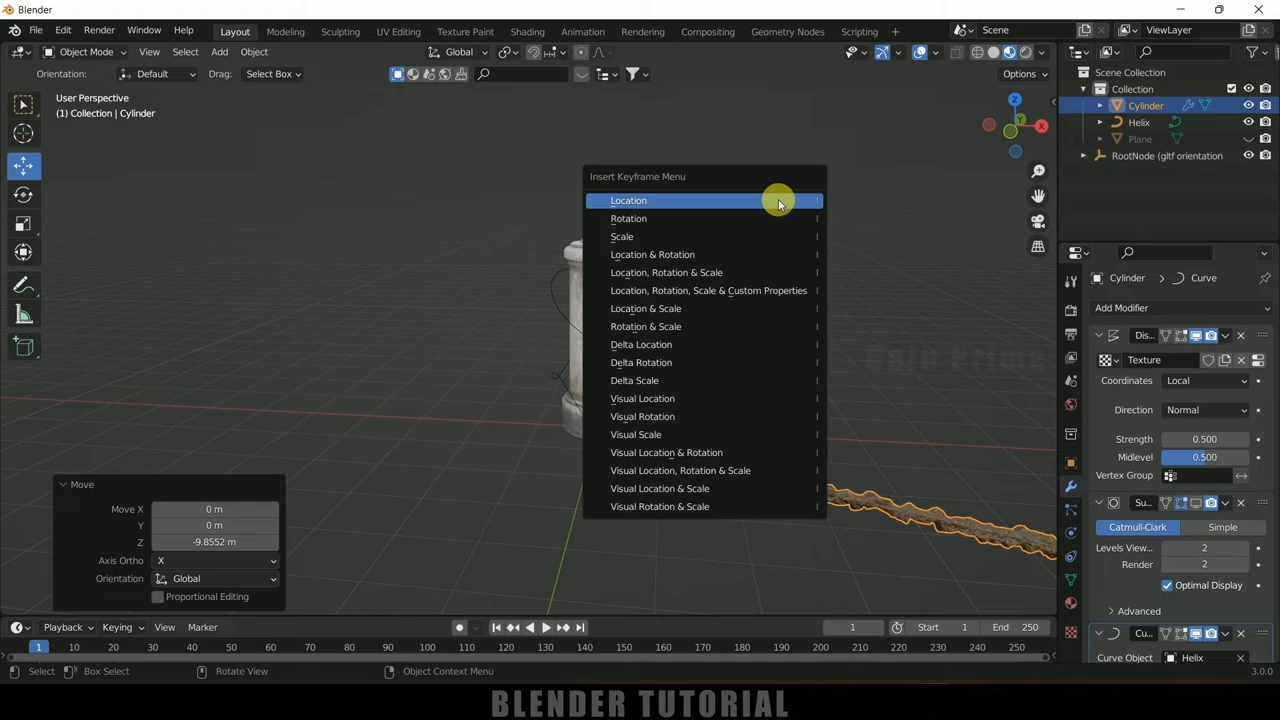 Blender
File Edit Render Window Help Layout Modeling Sculpting UV Editing Texture Paint Shading Animation Rendering Compositing Geometry Nodes Scripting + Scene ViewLayer
Object Mode View Select Add Object Global
Orientation: Default Drag: Select Box Options
User Perspective
(1) Collection | Cylinder
Z
Y
X
Scene Collection
Collection
Cylinder
Helix
Plane
RootNode (gltf orientation
Insert Keyframe Menu
Location I
Rotation I
Scale I
Location & Rotation I
Location, Rotation & Scale I
Location, Rotation, Scale & Custom Properties I
Location & Scale I
Rotation & Scale I
Delta Location I
Delta Rotation I
Delta Scale I
Visual Location I
Visual Rotation I
Visual Scale I
Visual Location & Rotation I
Visual Location, Rotation & Scale I
Visual Location & Scale I
Visual Rotation & Scale I
Cylinder > Curve
Add Modifier
Dis...
Texture
Coordinates Local
Direction Normal
Strength 0.500
Midlevel 0.500
Vertex Group
Su...
Catmull-Clark Simple
Levels View... 2
Render 2
Optimal Display
Advanced
Cu...
Curve Object Helix
Move
Move X 0 m
Y 0 m
Z -9.8552 m
Axis Ortho X
Orientation Global
Proportional Editing
Playback Keying View Marker 1 Start 1 End 250
1 10 20 30 40 50 60 70 80 90 100 110 120 130 140 150 160 170 180 190 200 210 220 230 240 250
Select Box Select Rotate View Object Context Menu 3.0.0
BLENDER TUTORIAL